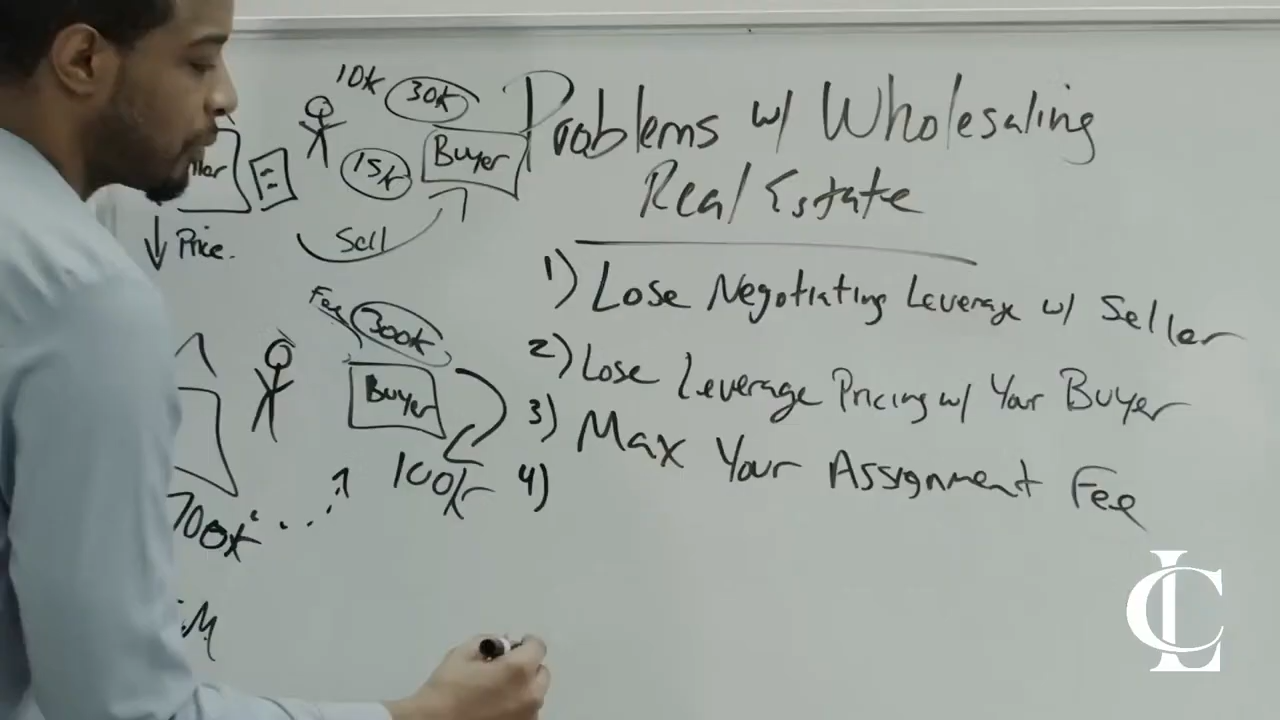 10k 30k
Problems w/ Wholesaling
Real Estate
15k Buyer
Price. Sell
1) Lose Negotiating Leverage w/ Seller
Fee 300k
2) Lose Leverage Pricing w/ Your Buyer
Buyer
3) Max Your Assignment Fee
100k 4)
700k
M
LC